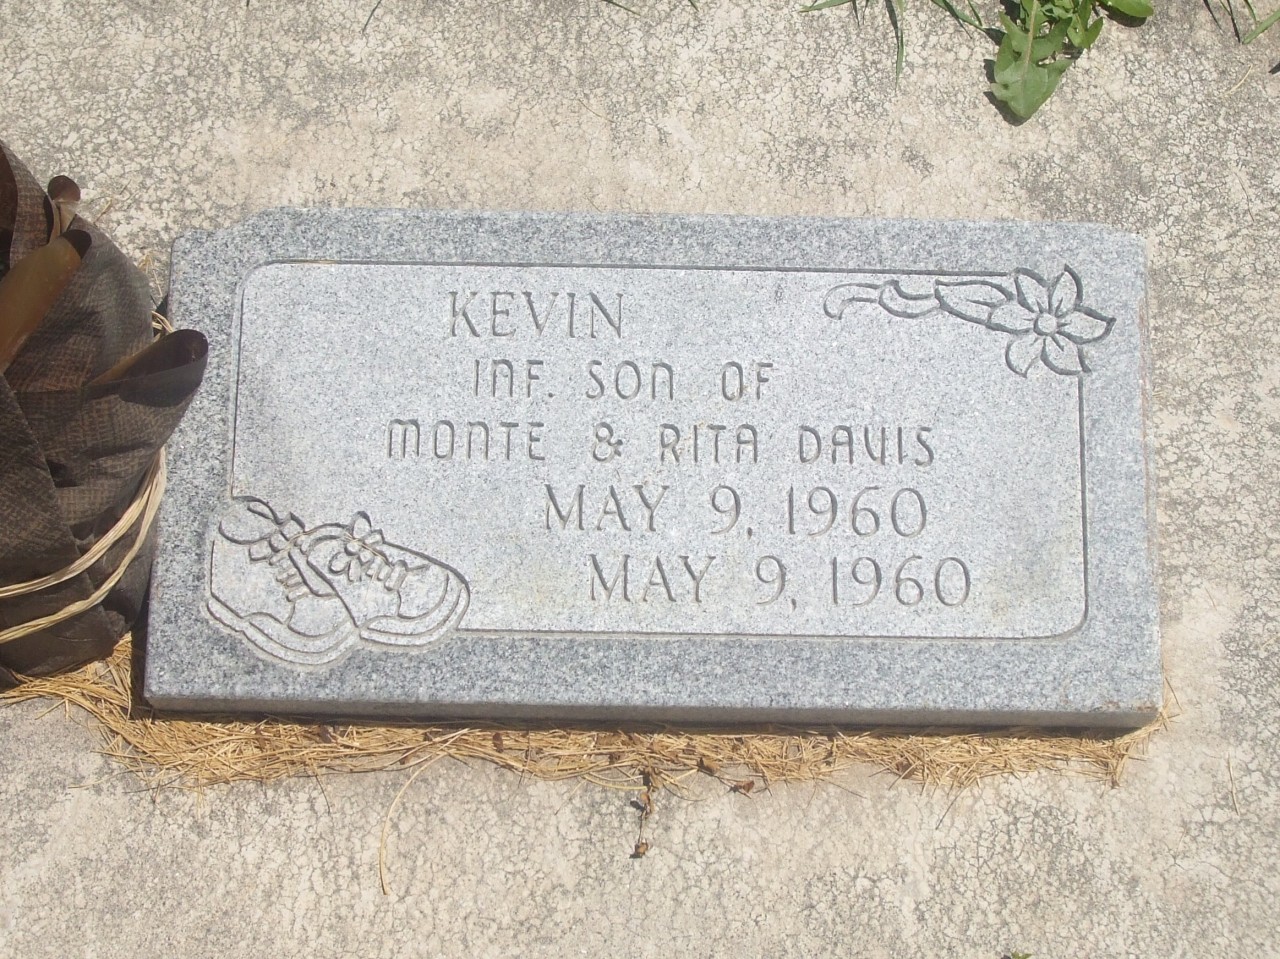 KEVIN
INF. SON OF
MONTE & RITA DAVIS
MAY 9, 1960
MAY 9, 1960